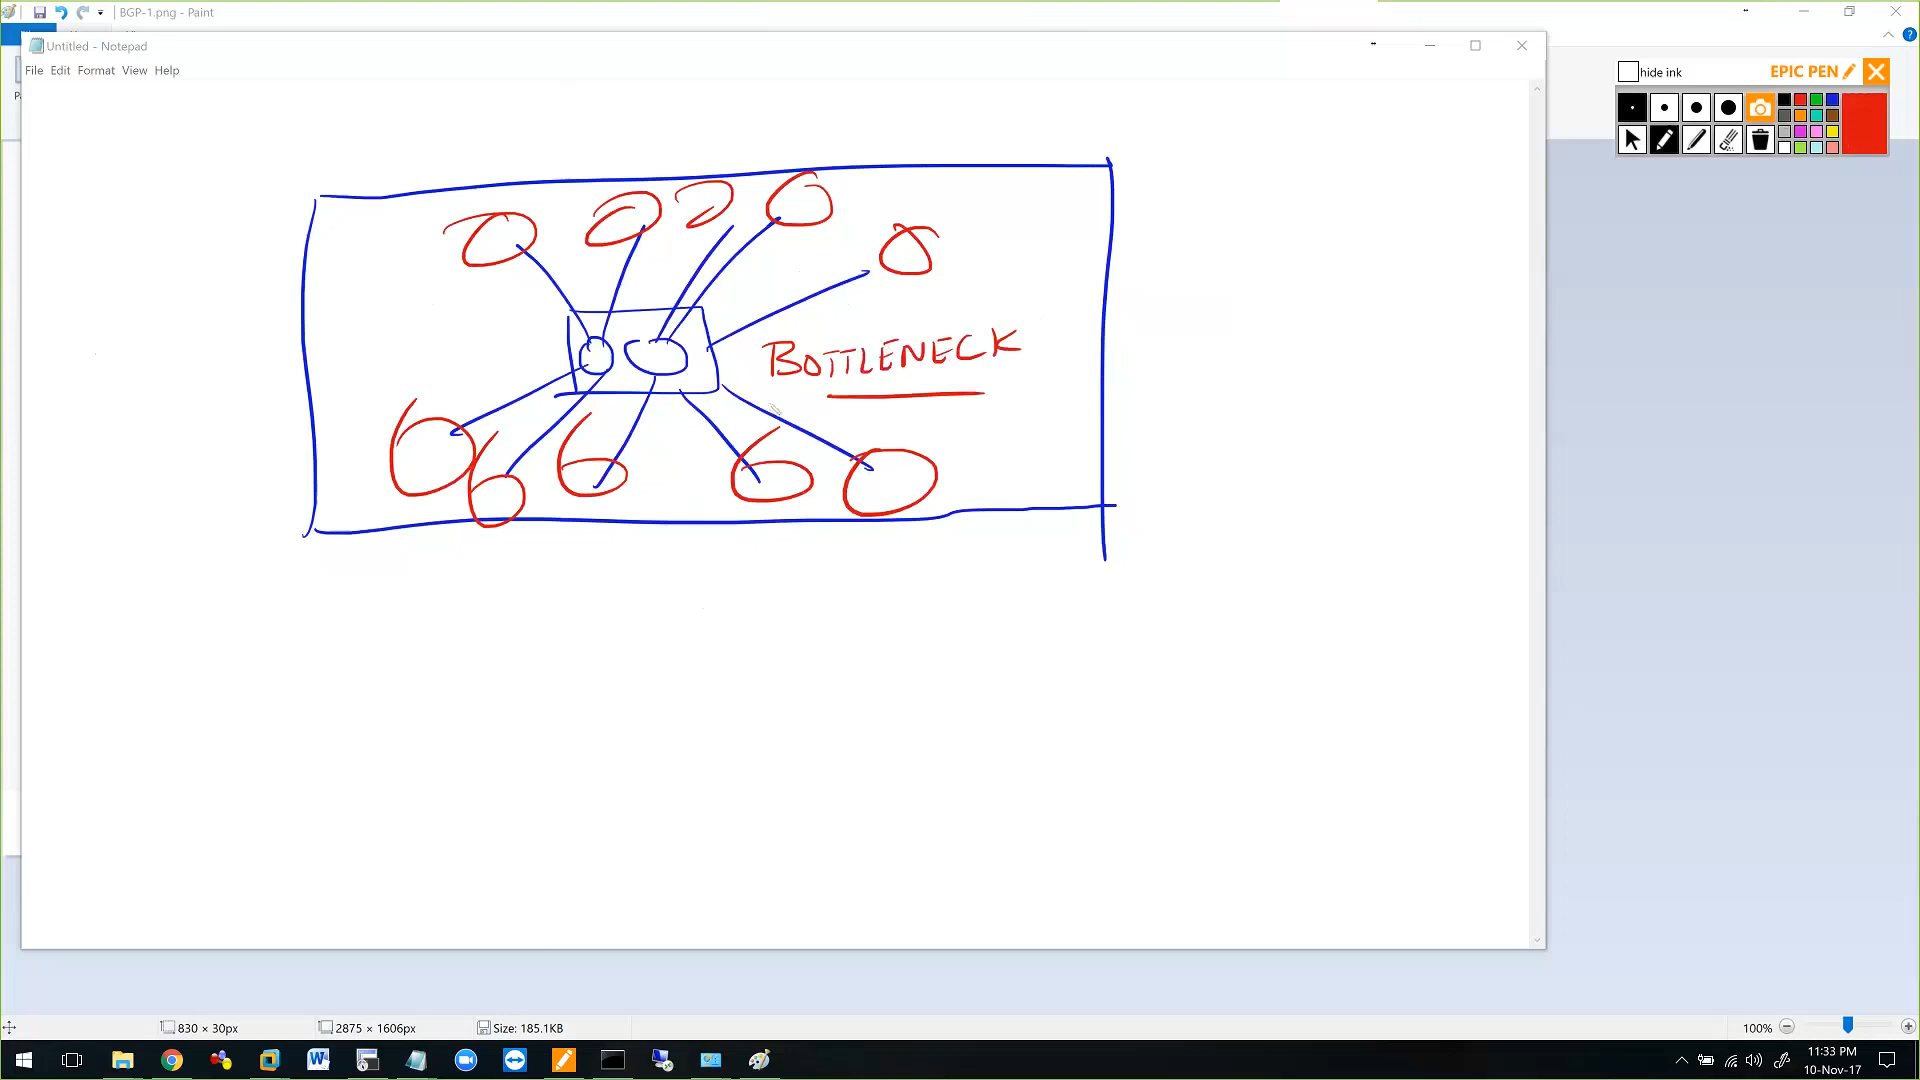 BGP-1.png - Paint
Untitled - Notepad
File Edit Format View Help
hide ink EPIC PEN
BOTTLENECK
830 × 30px 2875 × 1606px Size: 185.1KB 100%
11:33 PM
10-Nov-17